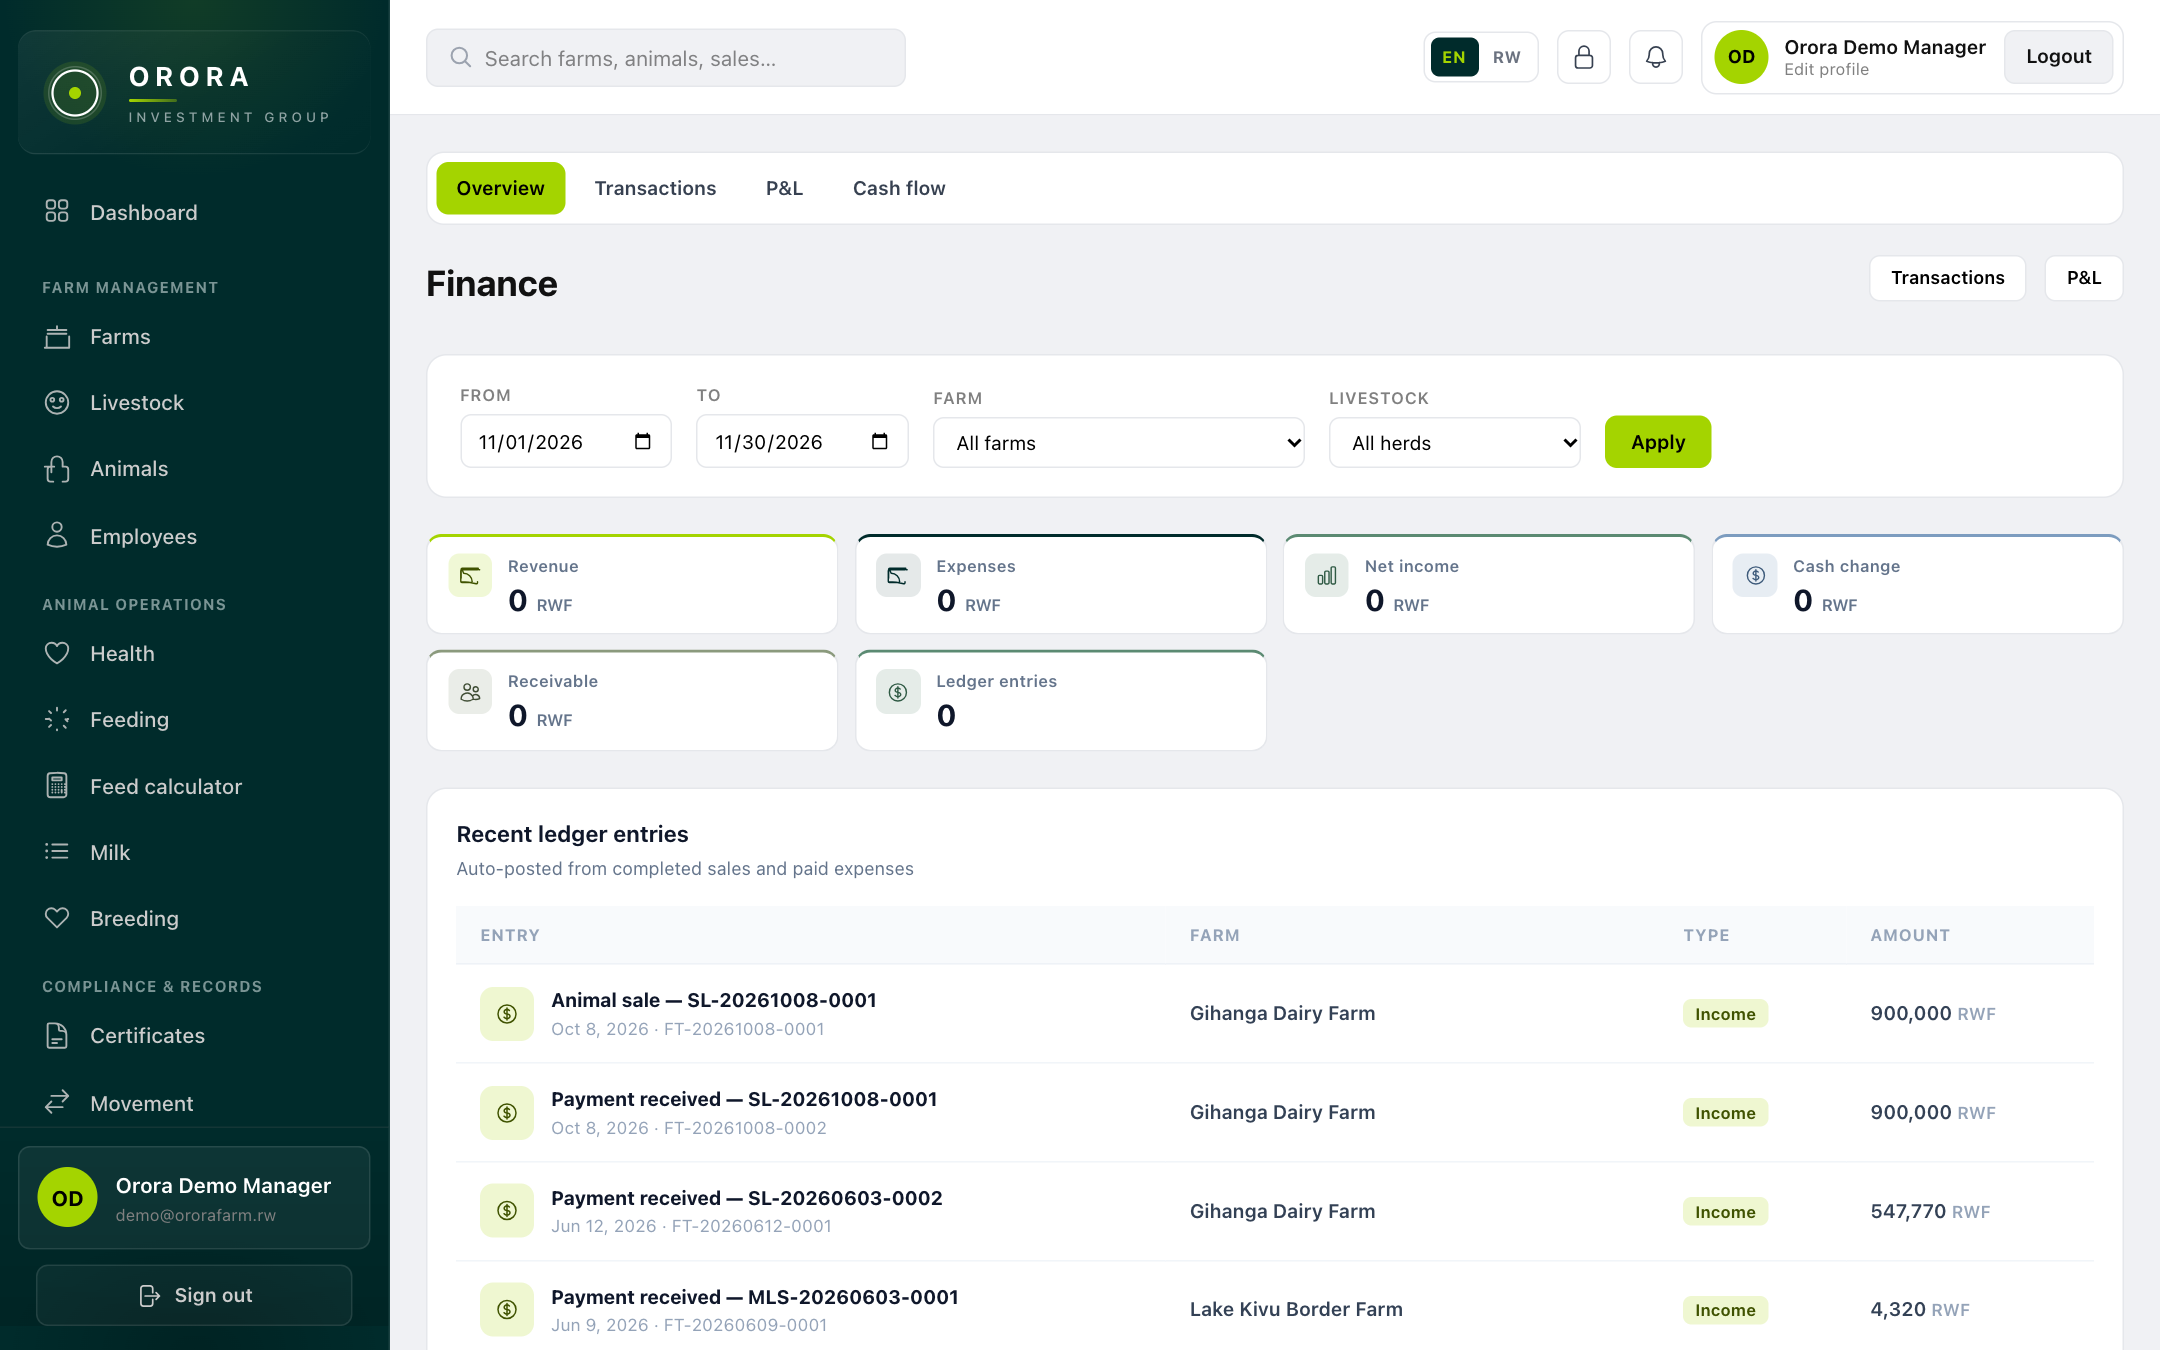 ORORA
INVESTMENT GROUP
Dashboard
FARM MANAGEMENT
Farms
Livestock
Animals
Employees
ANIMAL OPERATIONS
Health
Feeding
Feed calculator
Milk
Breeding
COMPLIANCE & RECORDS
Certificates
Movement
OD
Orora Demo Manager
demo@ororafarm.rw
Sign out
Search farms, animals, sales...
EN RW
OD
Orora Demo Manager
Edit profile
Logout
Overview Transactions P&L Cash flow
Finance
Transactions P&L
FROM TO FARM LIVESTOCK
11/01/2026 11/30/2026 All farms All herds Apply
Revenue
0 RWF
Expenses
0 RWF
Net income
0 RWF
Cash change
0 RWF
Receivable
0 RWF
Ledger entries
0
Recent ledger entries
Auto-posted from completed sales and paid expenses
ENTRY FARM TYPE AMOUNT
Animal sale — SL-20261008-0001
Oct 8, 2026 · FT-20261008-0001
Gihanga Dairy Farm Income 900,000 RWF
Payment received — SL-20261008-0001
Oct 8, 2026 · FT-20261008-0002
Gihanga Dairy Farm Income 900,000 RWF
Payment received — SL-20260603-0002
Jun 12, 2026 · FT-20260612-0001
Gihanga Dairy Farm Income 547,770 RWF
Payment received — MLS-20260603-0001
Jun 9, 2026 · FT-20260609-0001
Lake Kivu Border Farm Income 4,320 RWF